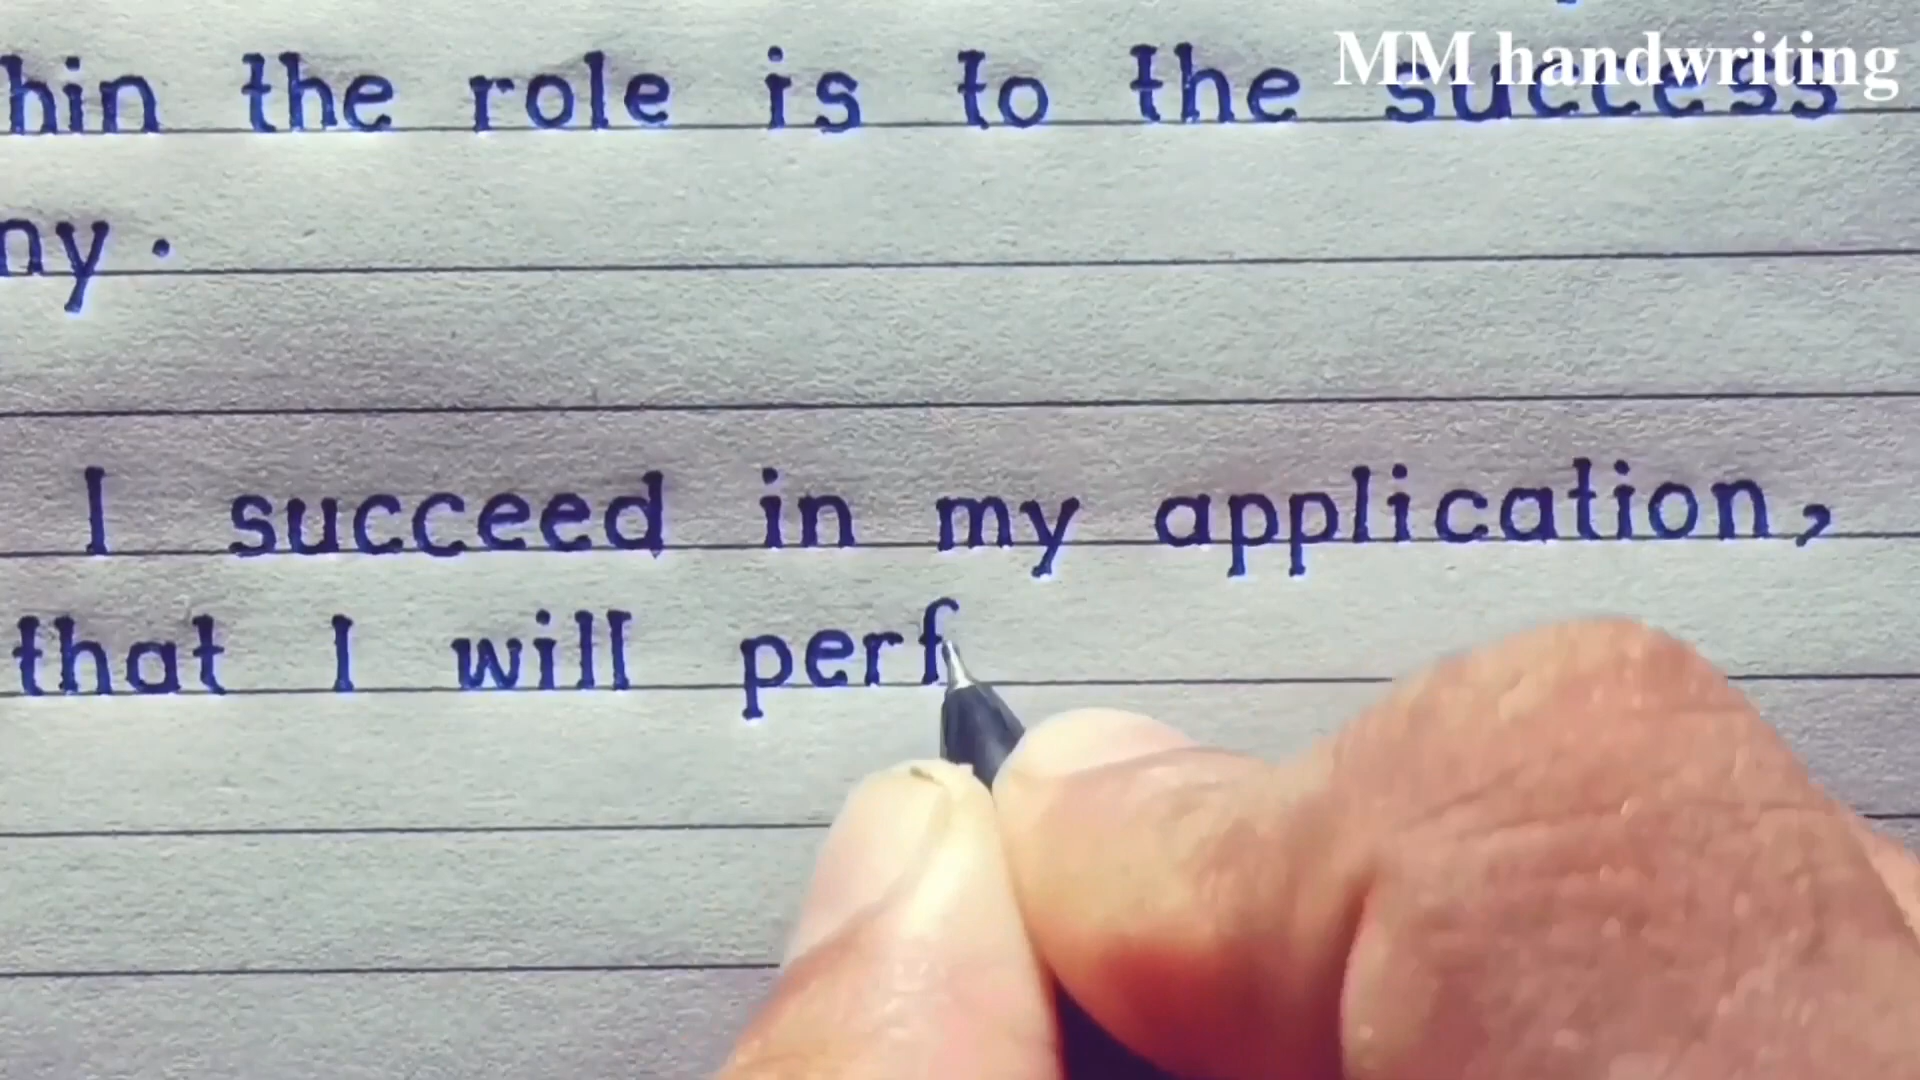 MM handwriting
hin the role is to the success
ny.
I succeed in my application,
that I will perf